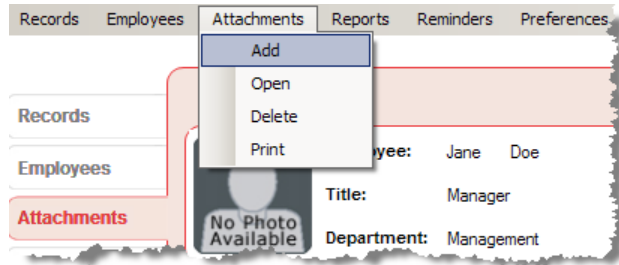 Records Employees Attachments Reports Reminders Preferences
Add
Open
Delete
Print
Records
Employees
Attachments
No Photo
Available
yee: Jane Doe
Title: Manager
Department: Management